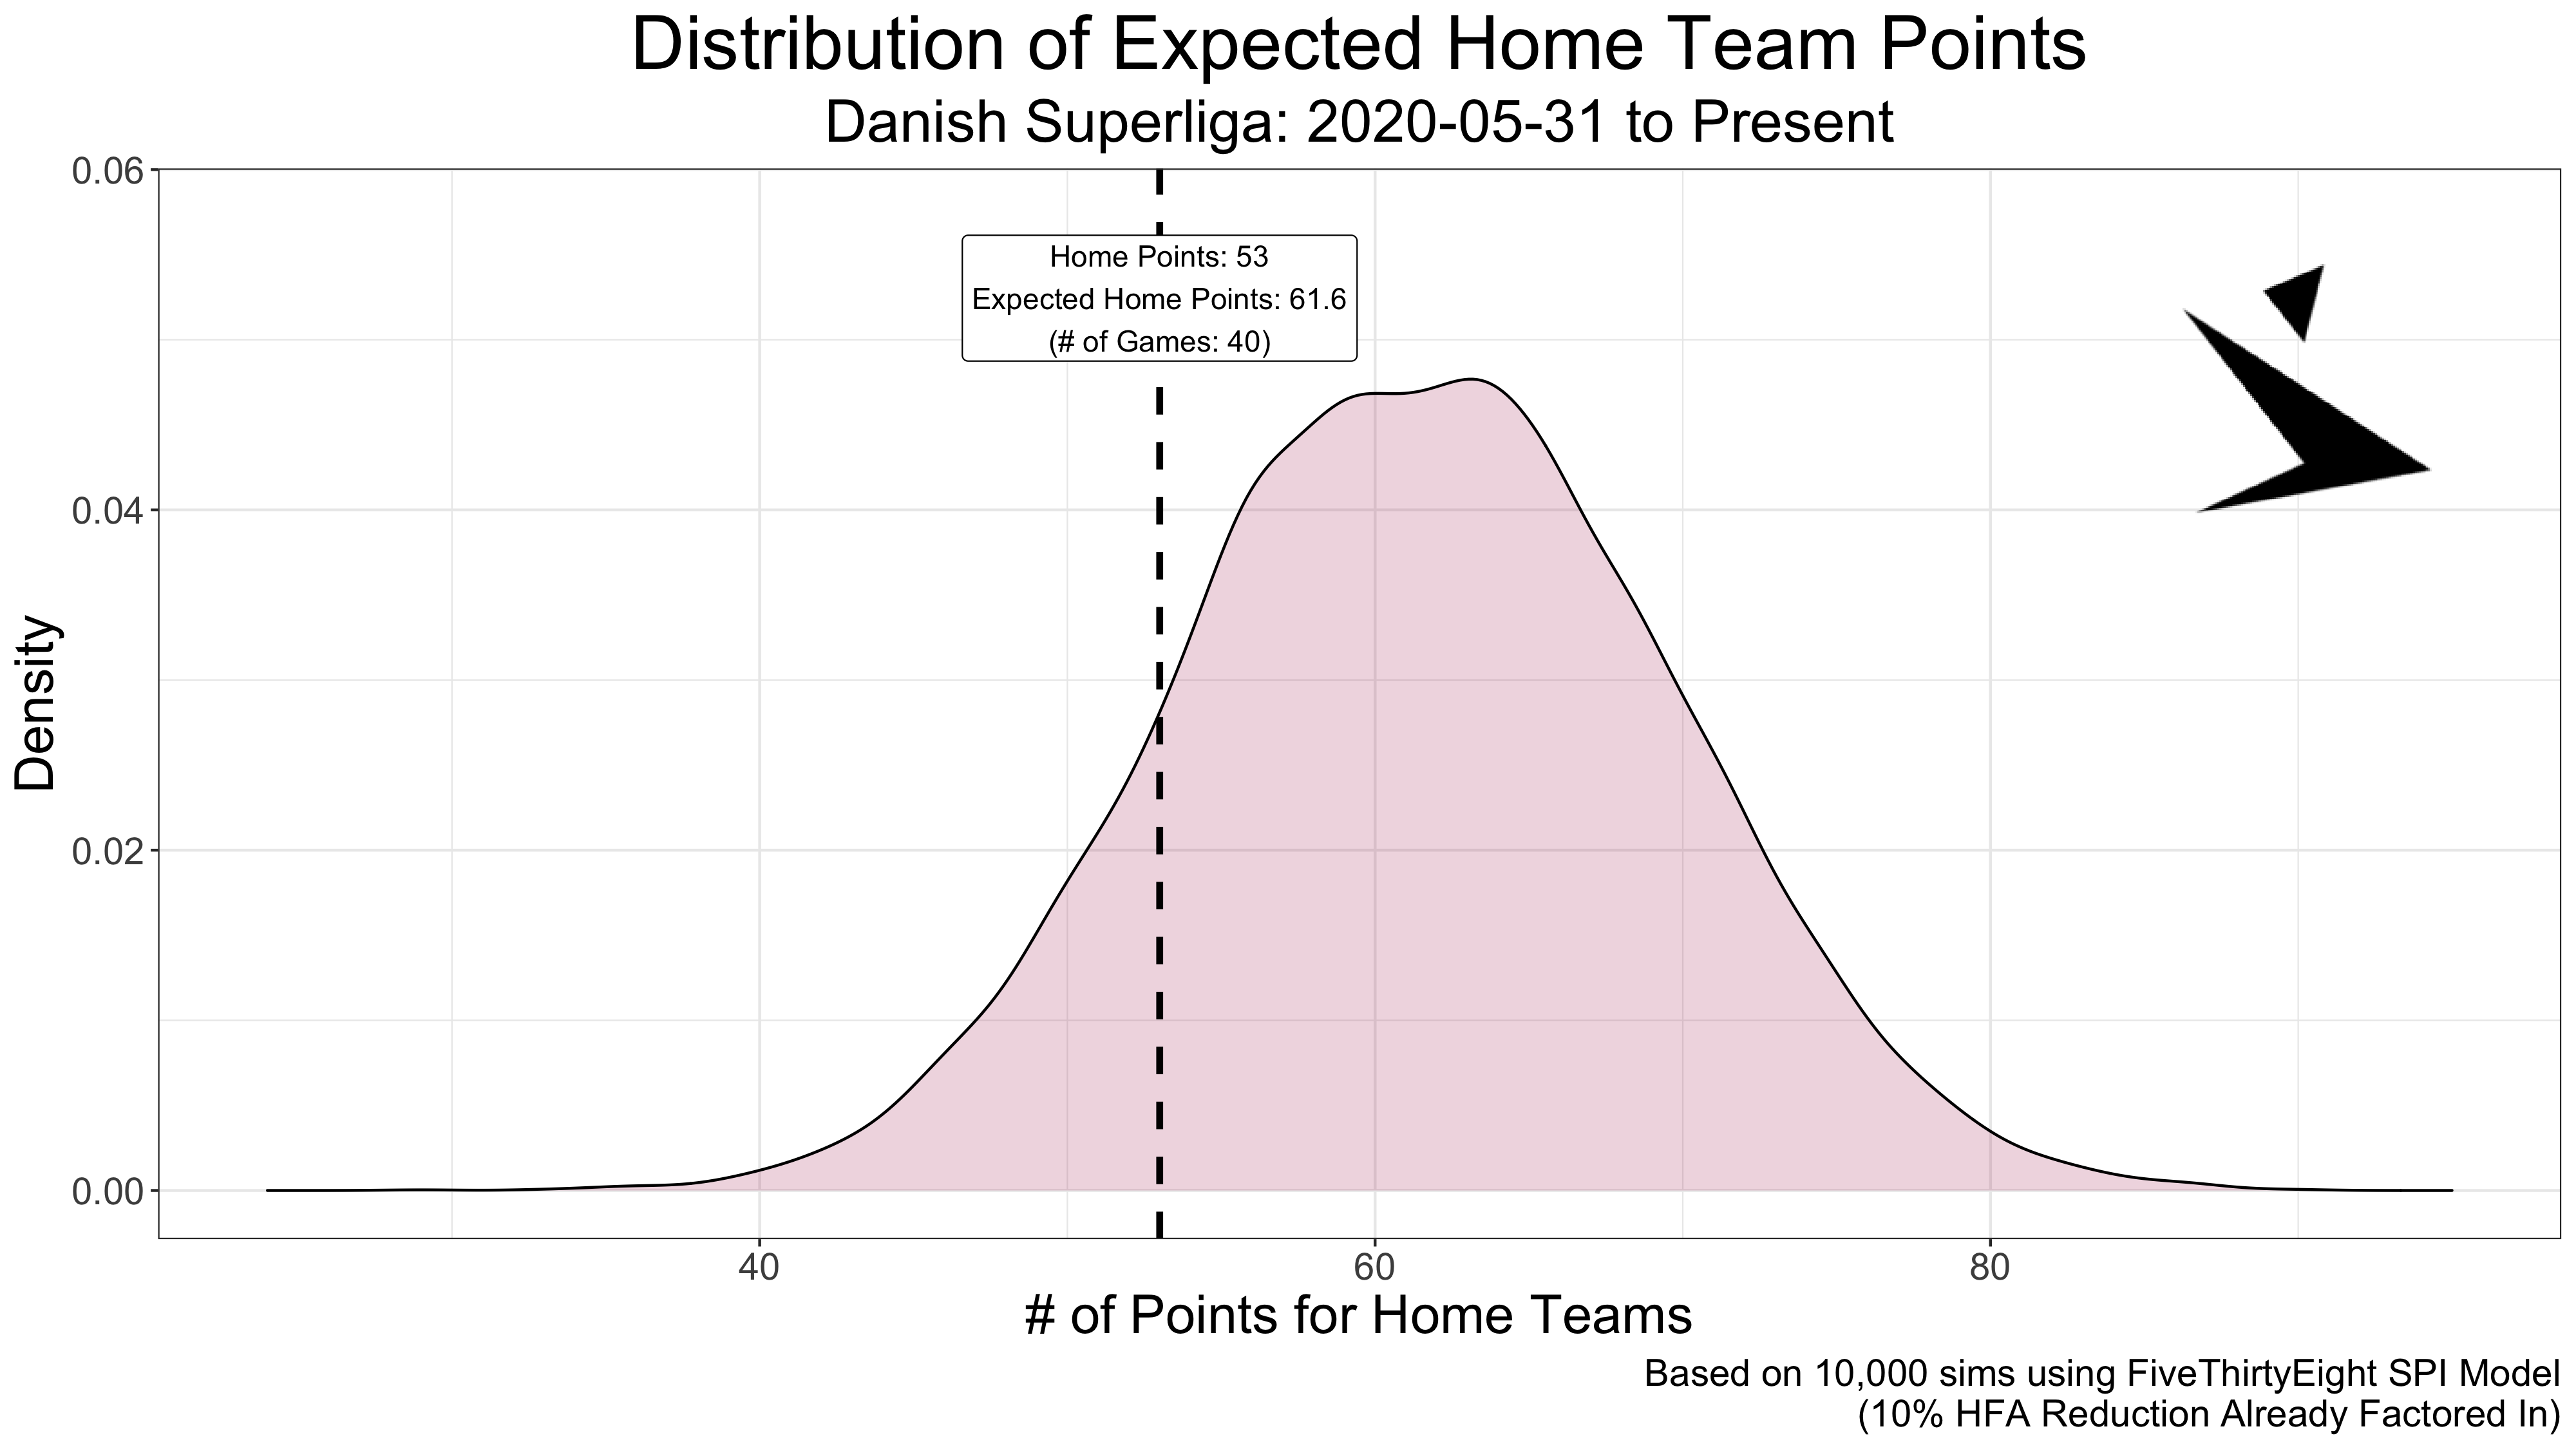 Distribution of Expected Home Team Points
Danish Superliga: 2020-05-31 to Present
0.06
0.04
0.02
0.00
Density
Home Points: 53
Expected Home Points: 61.6
(# of Games: 40)
40
60
80
# of Points for Home Teams
Based on 10,000 sims using FiveThirtyEight SPI Model
(10% HFA Reduction Already Factored In)